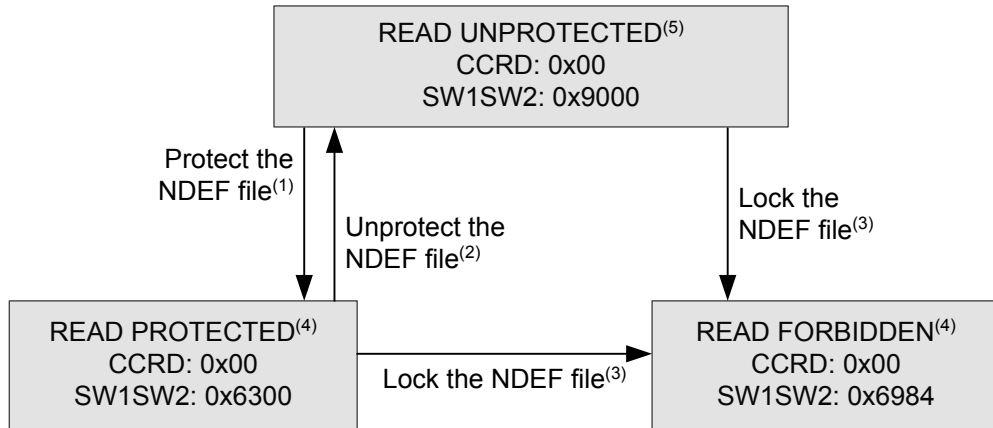 READ UNPROTECTED(5)
CCRD: 0x00
SW1SW2: 0x9000
Protect the
NDEF file(1)
Unprotect the
NDEF file(2)
Lock the
NDEF file(3)
READ PROTECTED(4)
CCRD: 0x00
SW1SW2: 0x6300
Lock the NDEF file(3)
READ FORBIDDEN(4)
CCRD: 0x00
SW1SW2: 0x6984